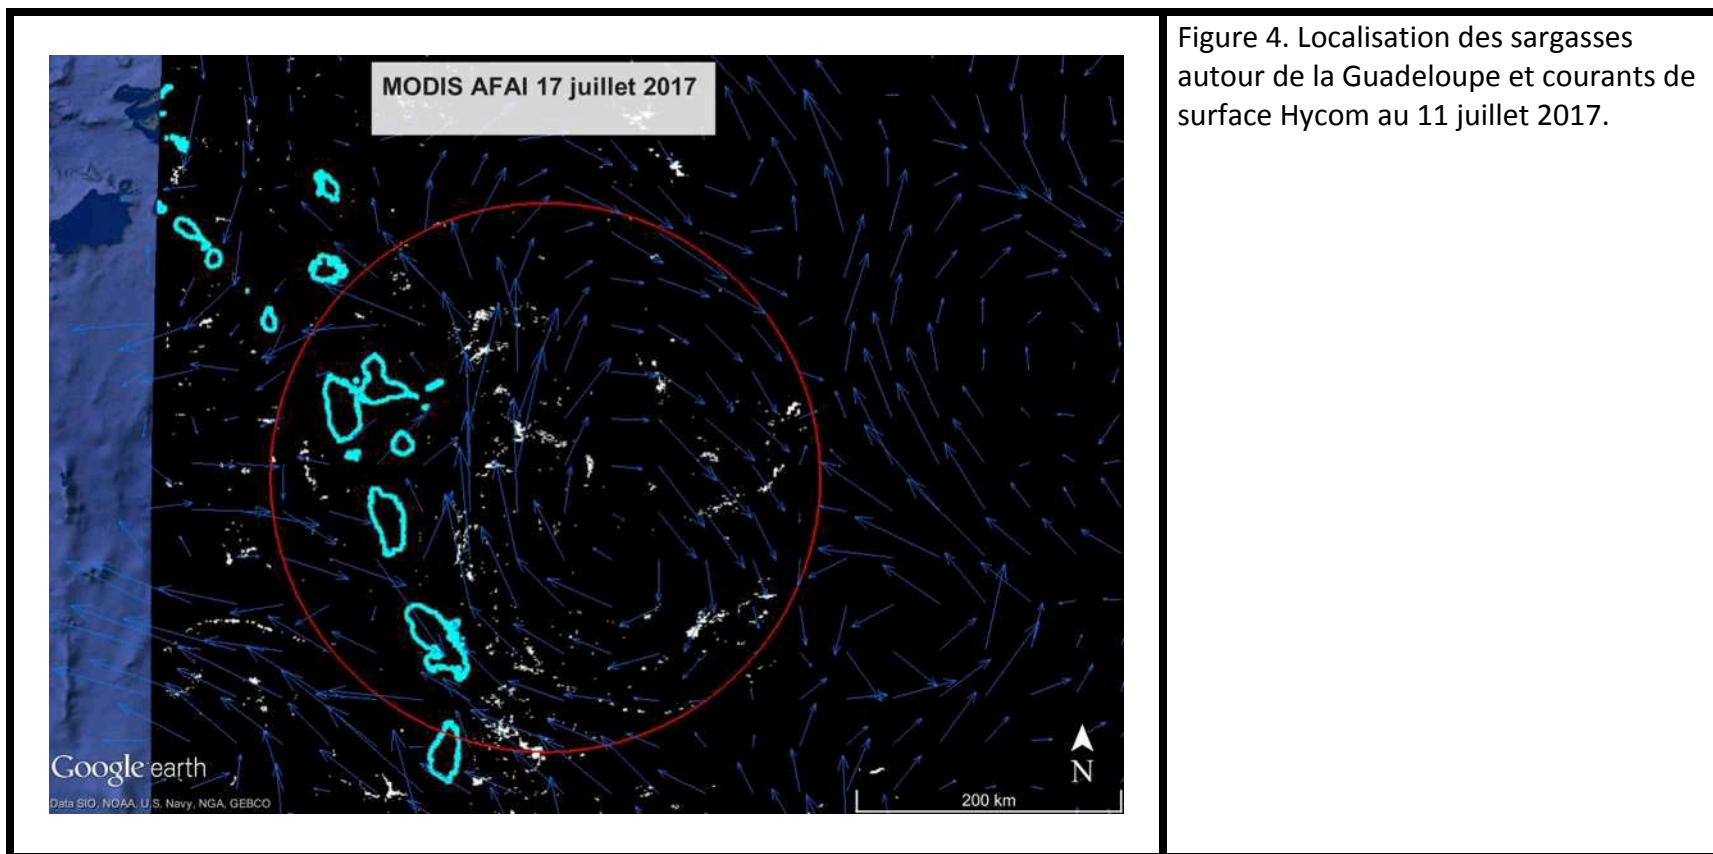 MODIS AFAI 17 juillet 2017
Google earth
Data SIO, NOAA, U.S. Navy, NGA, GEBCO
N
200 km
Figure 4. Localisation des sargasses
autour de la Guadeloupe et courants de
surface Hycom au 11 juillet 2017.